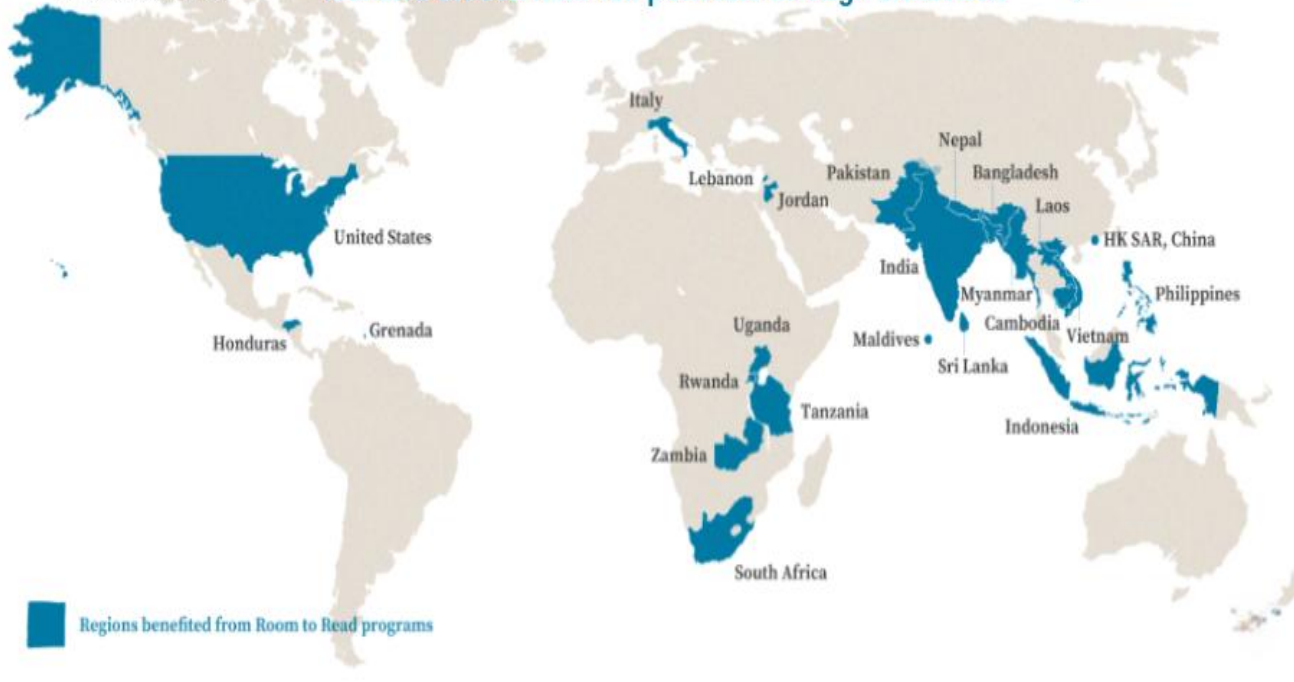 Italy
Nepal
Pakistan
Bangladesh
Lebanon
Jordan
Laos
United States
HK SAR, China
India
Myanmar
Philippines
Grenada
Honduras
Uganda
Maldives
Cambodia
Vietnam
Sri Lanka
Rwanda
Tanzania
Indonesia
Zambia
South Africa
Regions benefited from Room to Read programs